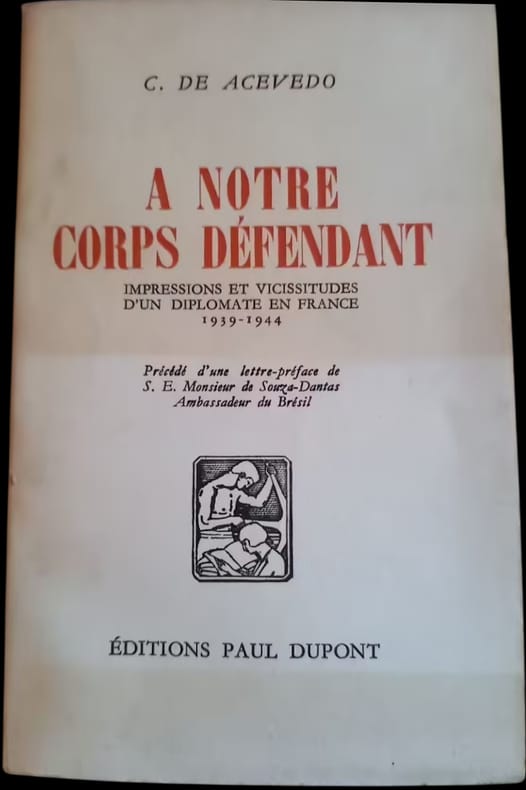 C. DE ACEVEDO
A NOTRE
CORPS DÉFENDANT
IMPRESSIONS ET VICISSITUDES
D'UN DIPLOMATE EN FRANCE
1939-1944
Précédé d'une lettre-préface de
S. E. Monsieur de Souza-Dantas
Ambassadeur du Brésil
ÉDITIONS PAUL DUPONT